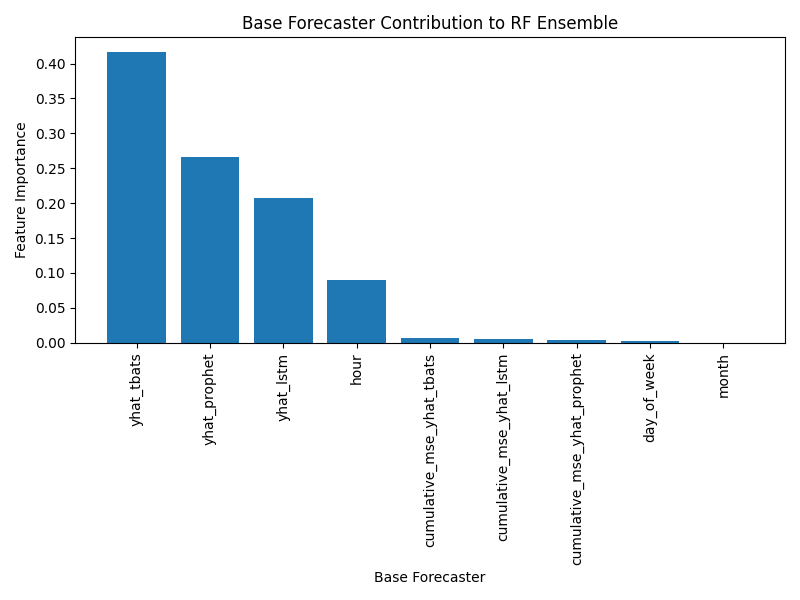 Base Forecaster Contribution to RF Ensemble
Feature Importance
0.40
0.35
0.30
0.25
0.20
0.15
0.10
0.05
0.00
yhat_tbats
yhat_prophet
yhat_lstm
hour
cumulative_mse_yhat_tbats
cumulative_mse_yhat_lstm
cumulative_mse_yhat_prophet
day_of_week
month
Base Forecaster